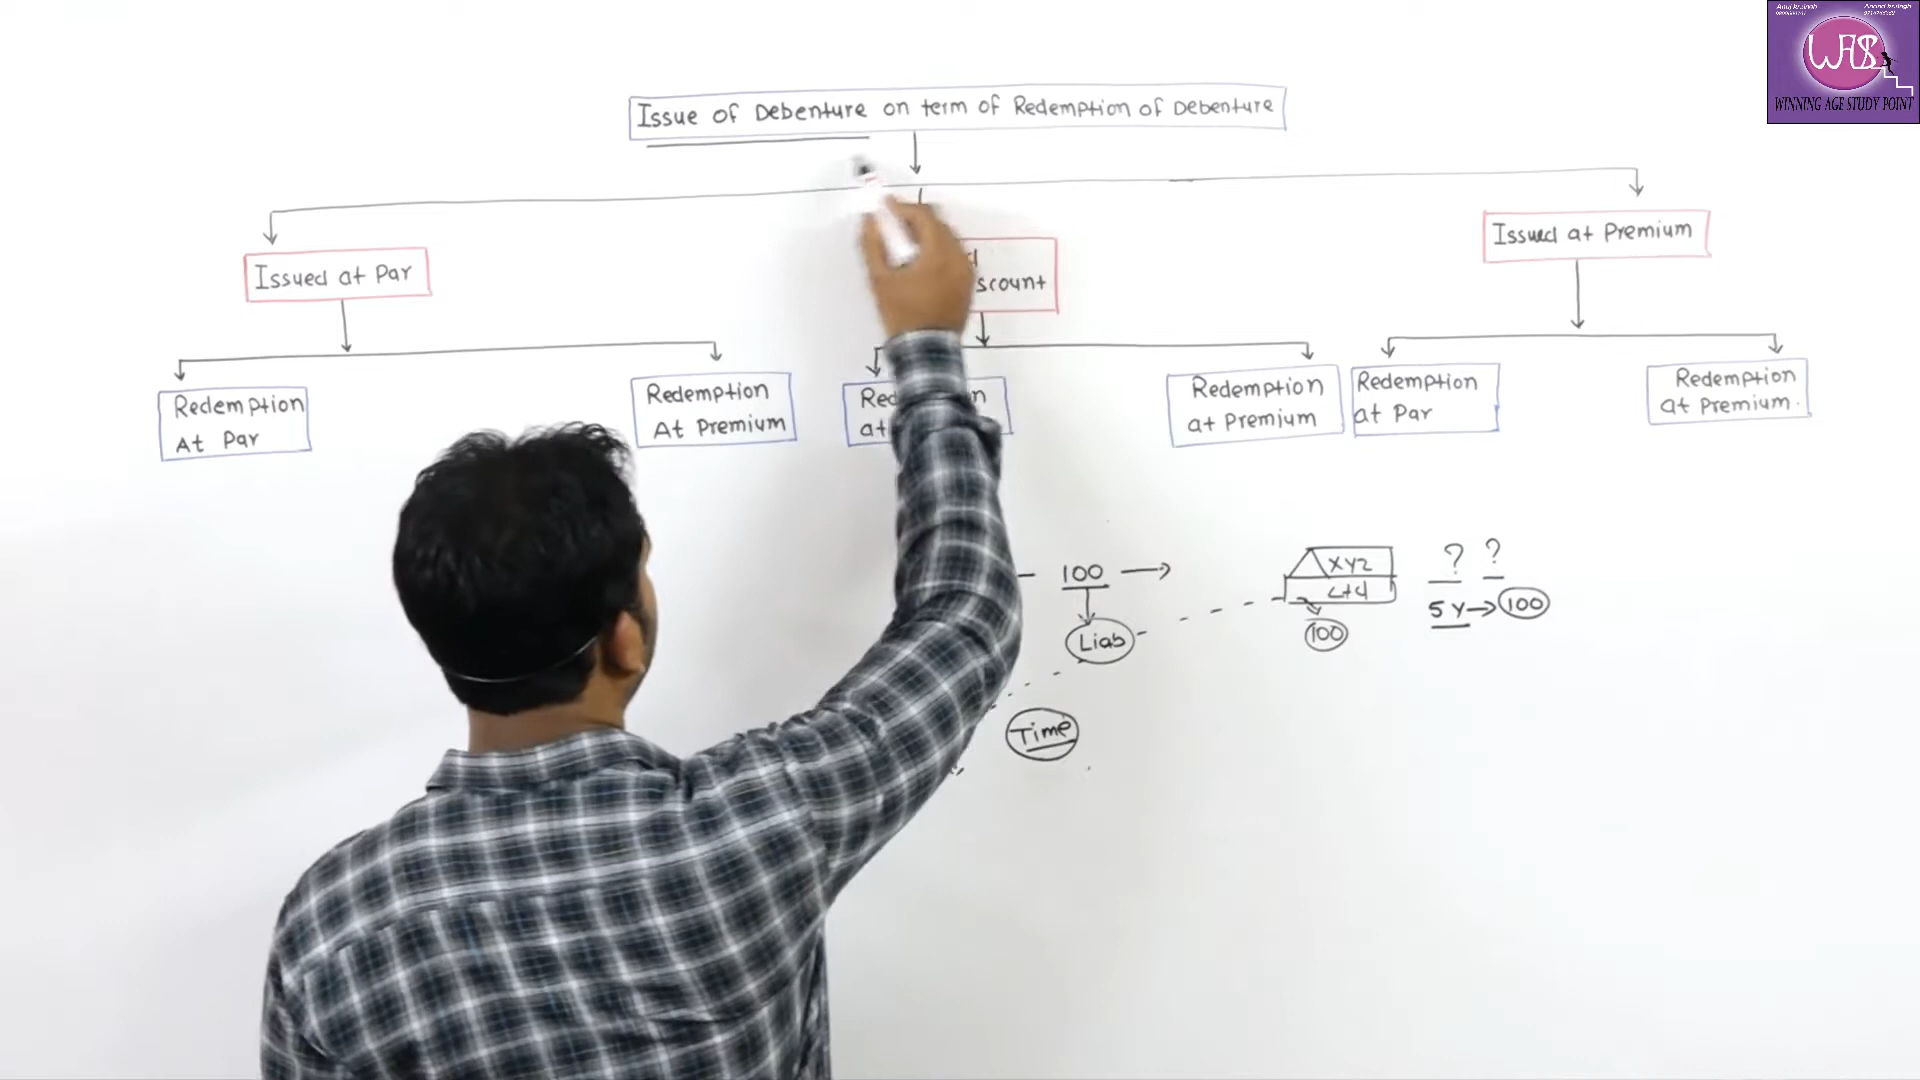 WAS
WINNING AGE STUDY POINT
Issue of Debenture on term of Redemption of Debenture
Issued at Par
scount
Issued at Premium
Redemption
At Par
Redemption
At Premium
at
Redemption
at Premium
Redemption
at Par
Redemption
at Premium.
100
Liab
Time
XYZ
Ltd
100
? ?
5 Y → 100